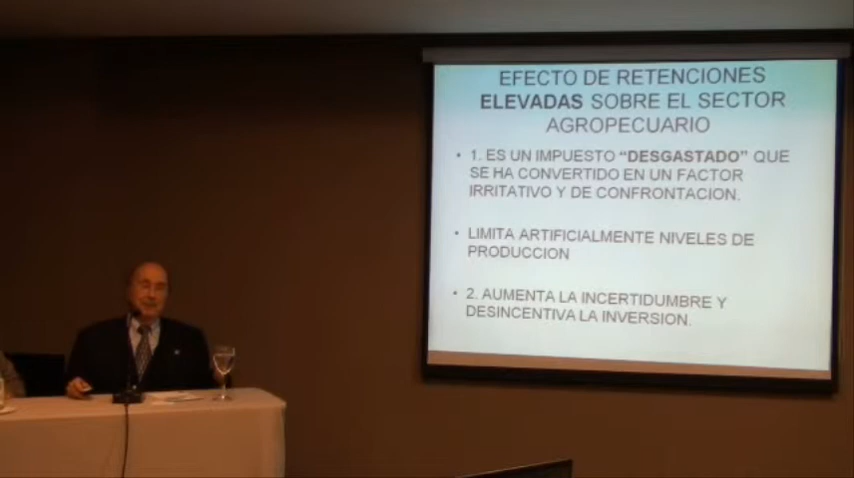 EFECTO DE RETENCIONES
ELEVADAS SOBRE EL SECTOR
AGROPECUARIO
• 1. ES UN IMPUESTO “DESGASTADO” QUE
SE HA CONVERTIDO EN UN FACTOR
IRRITATIVO Y DE CONFRONTACION.
• LIMITA ARTIFICIALMENTE NIVELES DE
PRODUCCION
• 2. AUMENTA LA INCERTIDUMBRE Y
DESINCENTIVA LA INVERSION.